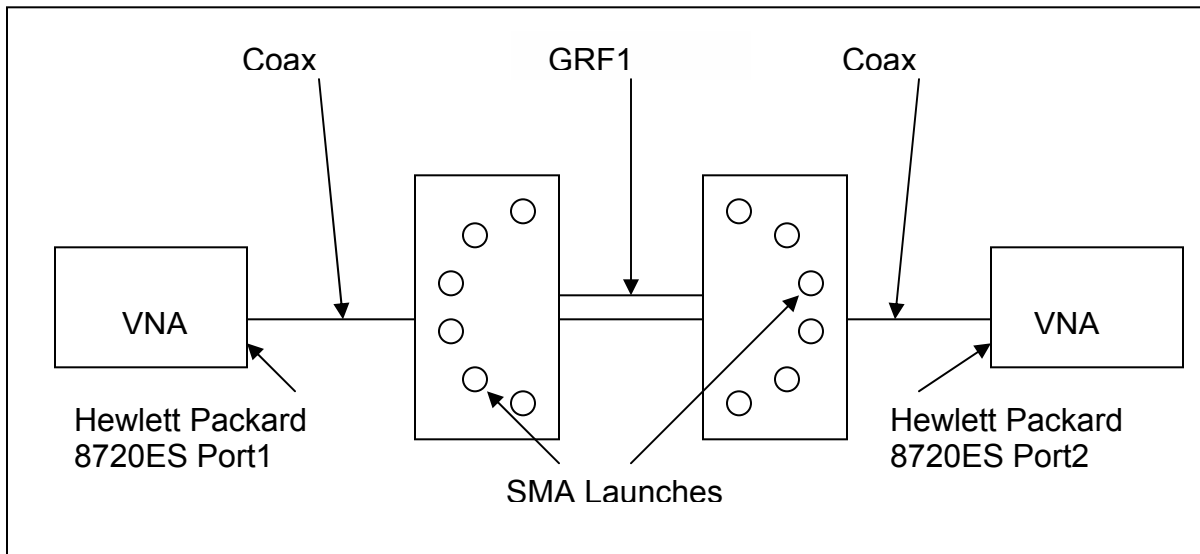 Coax
GRF1
Coax
VNA
VNA
Hewlett Packard
8720ES Port1
Hewlett Packard
8720ES Port2
SMA Launches